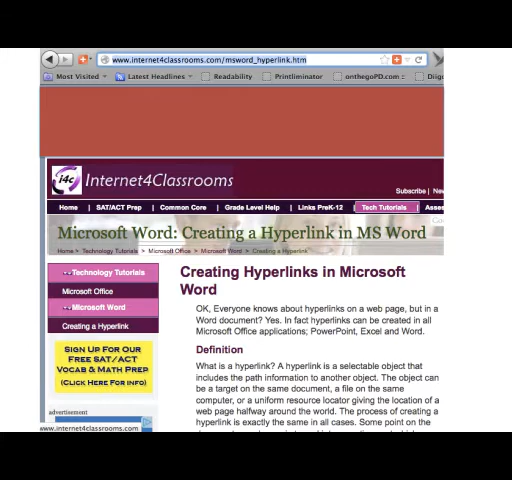 www.internet4classrooms.com/msword_hyperlink.htm
Most Visited Latest Headlines Readability Printliminator onthegoPD.com :: Diigo
i4c Internet4Classrooms
Subscribe |
Home | SAT/ACT Prep | Common Core | Grade Level Help | Links PreK-12 | Tech Tutorials | Asses
Microsoft Word: Creating a Hyperlink in MS Word
Home > Technology Tutorials > Microsoft Office > Microsoft Word > Creating a Hyperlink
Technology Tutorials
Microsoft Office
Microsoft Word
Creating a Hyperlink
Sign Up For Our
Free SAT/ACT
Vocab & Math Prep
(Click Here For Info)
advertisement
www.internet4classrooms.com
Creating Hyperlinks in Microsoft
Word
OK, Everyone knows about hyperlinks on a web page, but in a
Word document? Yes. In fact hyperlinks can be created in all
Microsoft Office applications; PowerPoint, Excel and Word.
Definition
What is a hyperlink? A hyperlink is a selectable object that
includes the path information to another object. The object can
be a target on the same document, a file on the same
computer, or a uniform resource locator giving the location of a
web page halfway around the world. The process of creating a
hyperlink is exactly the same in all cases. Some point on the